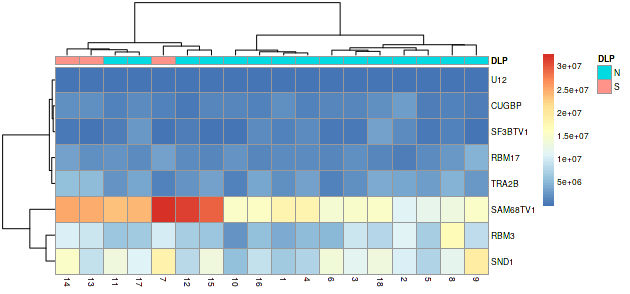 DLP
U12
CUGBP
SF3BTV1
RBM17
TRA2B
SAM68TV1
RBM3
SND1
14 13 11 17 7 12 15 10 16 1 4 6 3 18 2 5 8 9
3e+07
2.5e+07
2e+07
1.5e+07
1e+07
5e+06
DLP
N
S